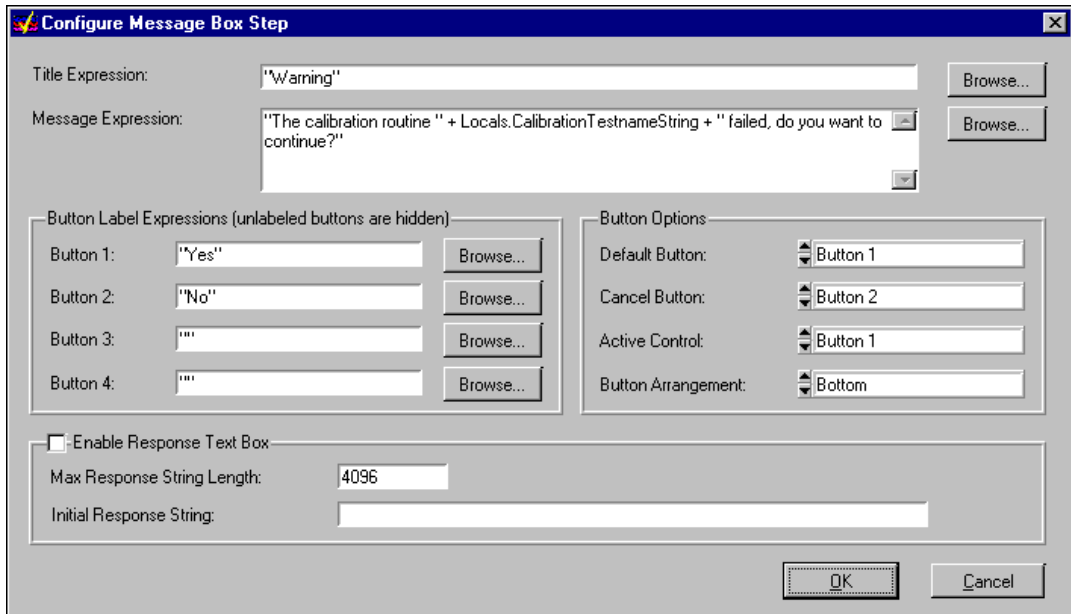 Configure Message Box Step
Title Expression: "Warning" Browse...
Message Expression: "The calibration routine " + Locals.CalibrationTestnameString + " failed, do you want to Browse...
continue?"
Button Label Expressions (unlabeled buttons are hidden)
Button 1: "Yes" Browse...
Button 2: "No" Browse...
Button 3: "" Browse...
Button 4: "" Browse...
Button Options
Default Button: Button 1
Cancel Button: Button 2
Active Control: Button 1
Button Arrangement: Bottom
Enable Response Text Box
Max Response String Length: 4096
Initial Response String:
OK Cancel